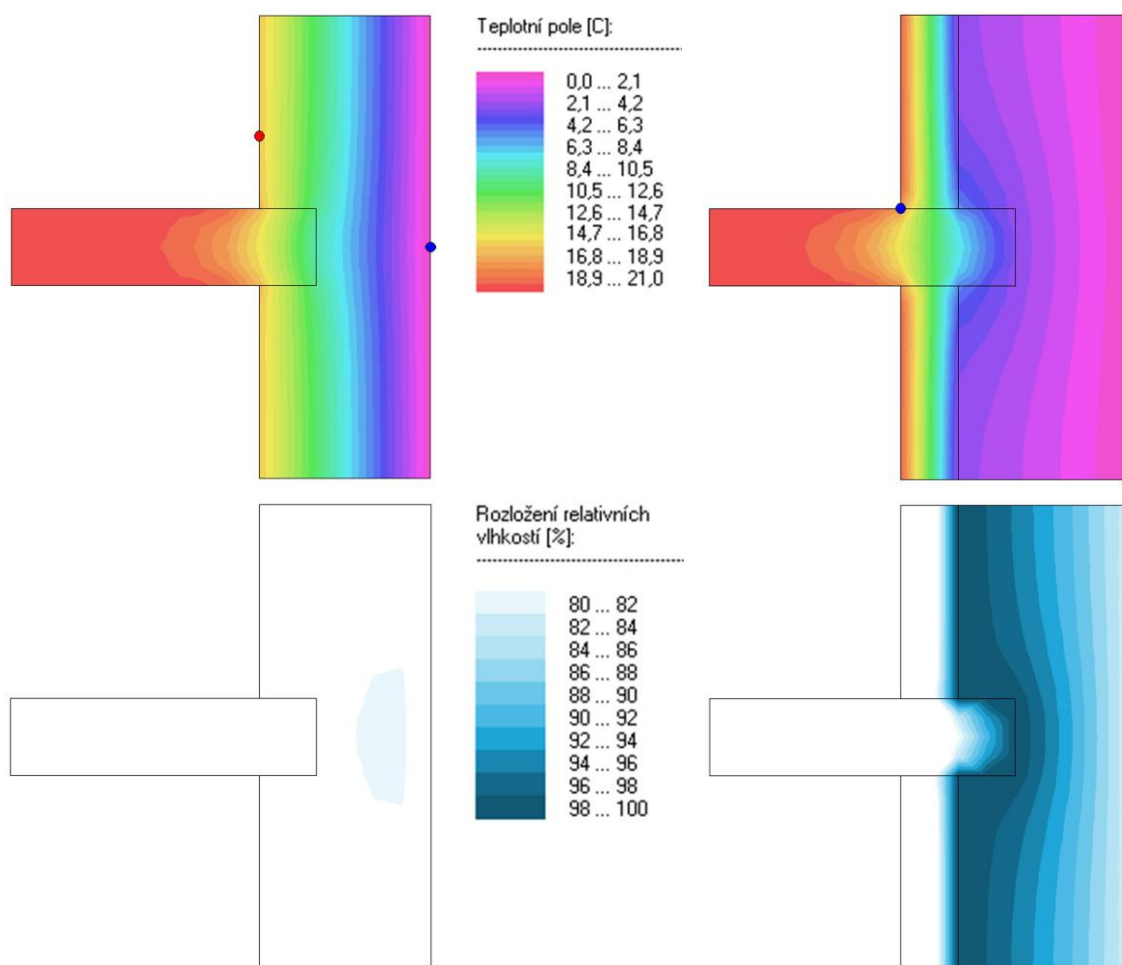 Teplotní pole [C]:
0,0 ... 2,1
2,1 ... 4,2
4,2 ... 6,3
6,3 ... 8,4
8,4 ... 10,5
10,5 ... 12,6
12,6 ... 14,7
14,7 ... 16,8
16,8 ... 18,9
18,9 ... 21,0
Rozložení relativních
vlhkostí [%]:
80 ... 82
82 ... 84
84 ... 86
86 ... 88
88 ... 90
90 ... 92
92 ... 94
94 ... 96
96 ... 98
98 ... 100